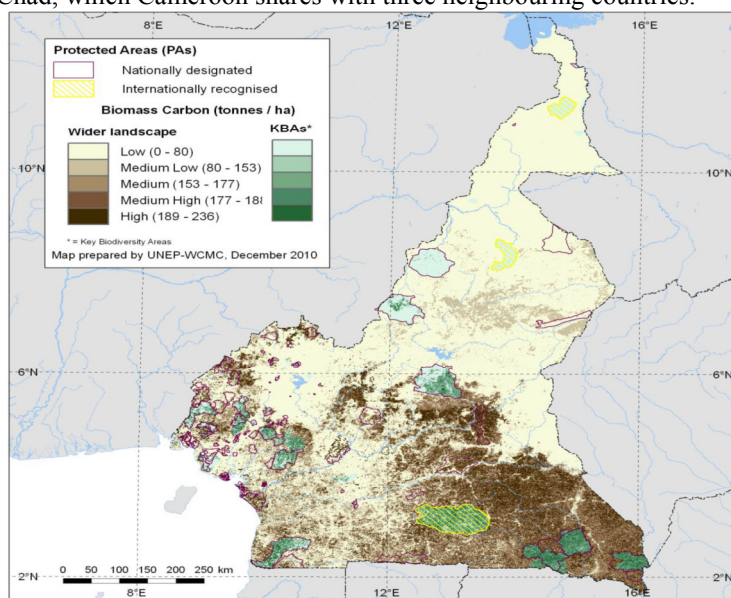 Chad, which Cameroon shares with three neighbouring countries.
8°E 12°E 16°E
Protected Areas (PAs)
Nationally designated
Internationally recognised
Biomass Carbon (tonnes / ha)
Wider landscape KBAs*
Low (0 - 80)
Medium Low (80 - 153)
Medium (153 - 177)
Medium High (177 - 18
High (189 - 236)
* = Key Biodiversity Areas
Map prepared by UNEP-WCMC, December 2010
10°N 10°N
6°N 6°N
0 50 100 150 200 250 km
2°N 2°N
8°E 12°E 16°E